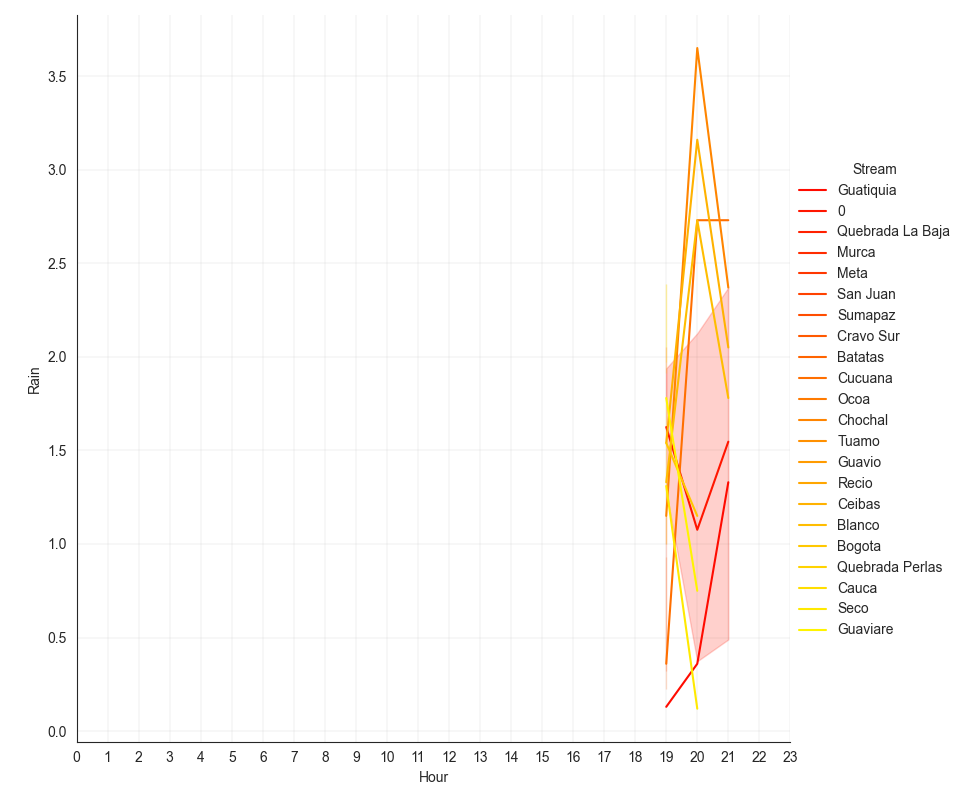 3.5
3.0
2.5
2.0
1.5
1.0
0.5
0.0
Rain
0 1 2 3 4 5 6 7 8 9 10 11 12 13 14 15 16 17 18 19 20 21 22 23
Hour
Stream
Guatiquia
0
Quebrada La Baja
Murca
Meta
San Juan
Sumapaz
Cravo Sur
Batatas
Cucuana
Ocoa
Chochal
Tuamo
Guavio
Recio
Ceibas
Blanco
Bogota
Quebrada Perlas
Cauca
Seco
Guaviare